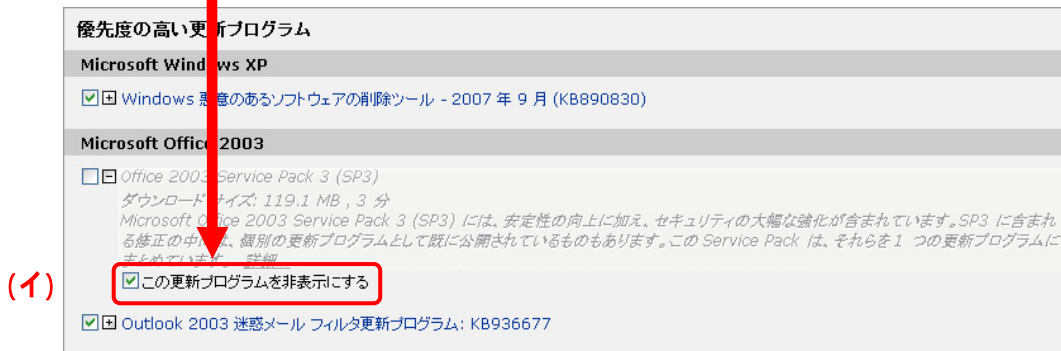 優先度の高い更新プログラム
Microsoft Windows XP
Windows 悪意のあるソフトウェアの削除ツール - 2007 年 9 月 (KB890830)
Microsoft Office 2003
Office 2003 Service Pack 3 (SP3)
ダウンロード サイズ: 119.1 MB , 3 分
Microsoft Office 2003 Service Pack 3 (SP3) には、安定性の向上に加え、セキュリティの大幅な強化が含まれています。SP3 に含まれ
る修正の中には、個別の更新プログラムとして既に公開されているものもあります。この Service Pack は、それらを1 つの更新プログラムに
まとめています。 詳細...
(イ)
この更新プログラムを非表示にする
Outlook 2003 迷惑メール フィルタ更新プログラム: KB936677